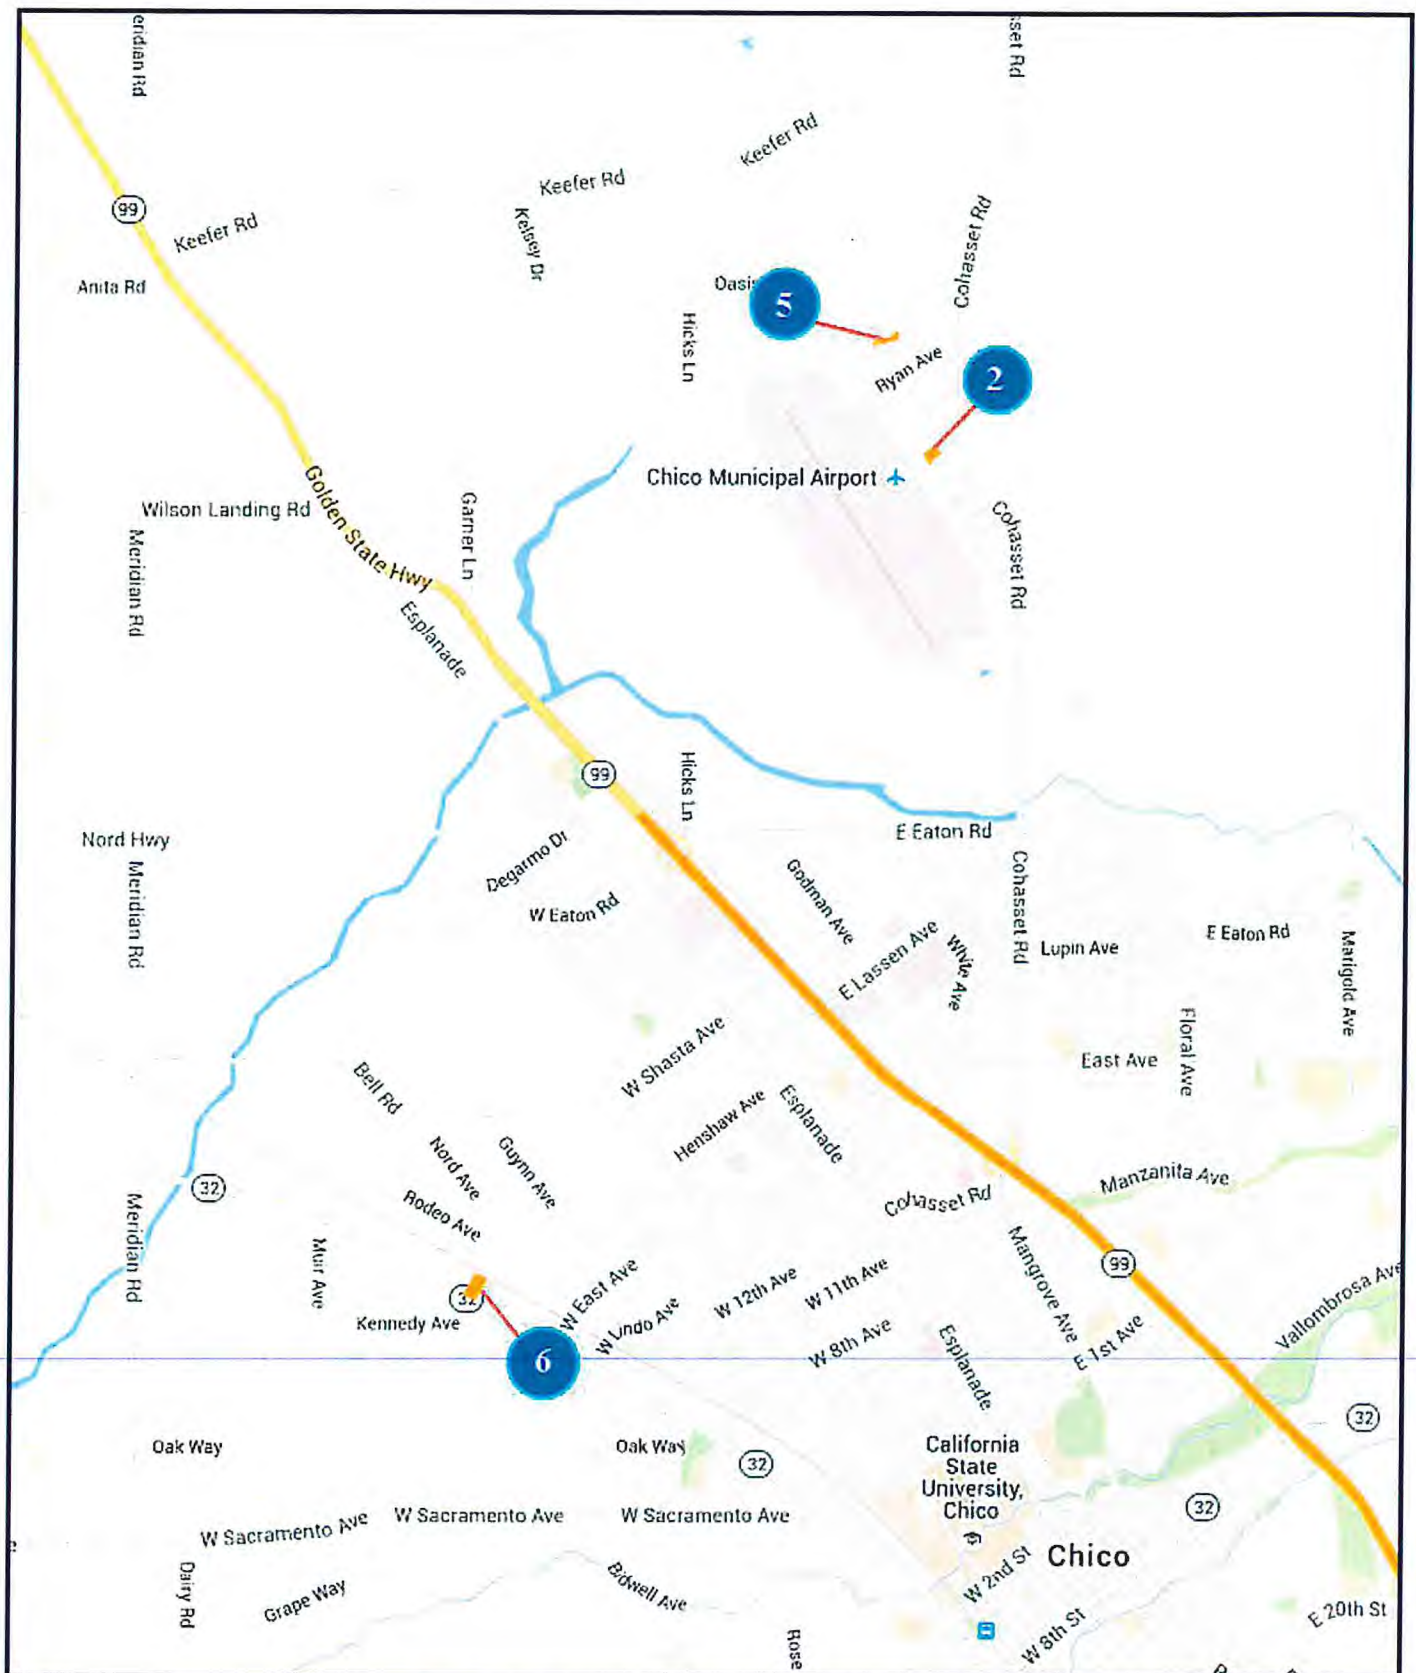 eridian Rd
sset Rd
Keefer Rd
Keefer Rd
99
Keefer Rd
Kelsey Dr
Cohasset Rd
Anita Rd
Oasis
5
Hicks Ln
Ryan Ave
2
Chico Municipal Airport
Golden State Hwy
Wilson Landing Rd
Garner Ln
Cohasset Rd
Meridian Rd
Esplanade
99
Hicks Ln
Nord Hwy
E Eaton Rd
Degarmo Dr
Meridian Rd
Godman Ave
Cohasset Rd
W Eaton Rd
E Lassen Ave
White Ave
Lupin Ave
E Eaton Rd
Marigold Ave
Floral Ave
W Shasta Ave
East Ave
Bell Rd
Henshaw Ave
Esplanade
Nord Ave
Guynn Ave
32
Rodeo Ave
Cohasset Rd
Manzanita Ave
Meridian Rd
Muir Ave
32
Kennedy Ave
W East Ave
W Lindo Ave
W 12th Ave
W 11th Ave
Mangrove Ave
99
Vallombrosa Ave
6
W 8th Ave
Esplanade
E 1st Ave
32
Oak Way
Oak Way
32
California
State
University,
Chico
32
W Sacramento Ave
W Sacramento Ave
W Sacramento Ave
e
Chico
W 2nd St
Dairy Rd
Grape Way
Bidwell Ave
Rose
W 8th St
E 20th St